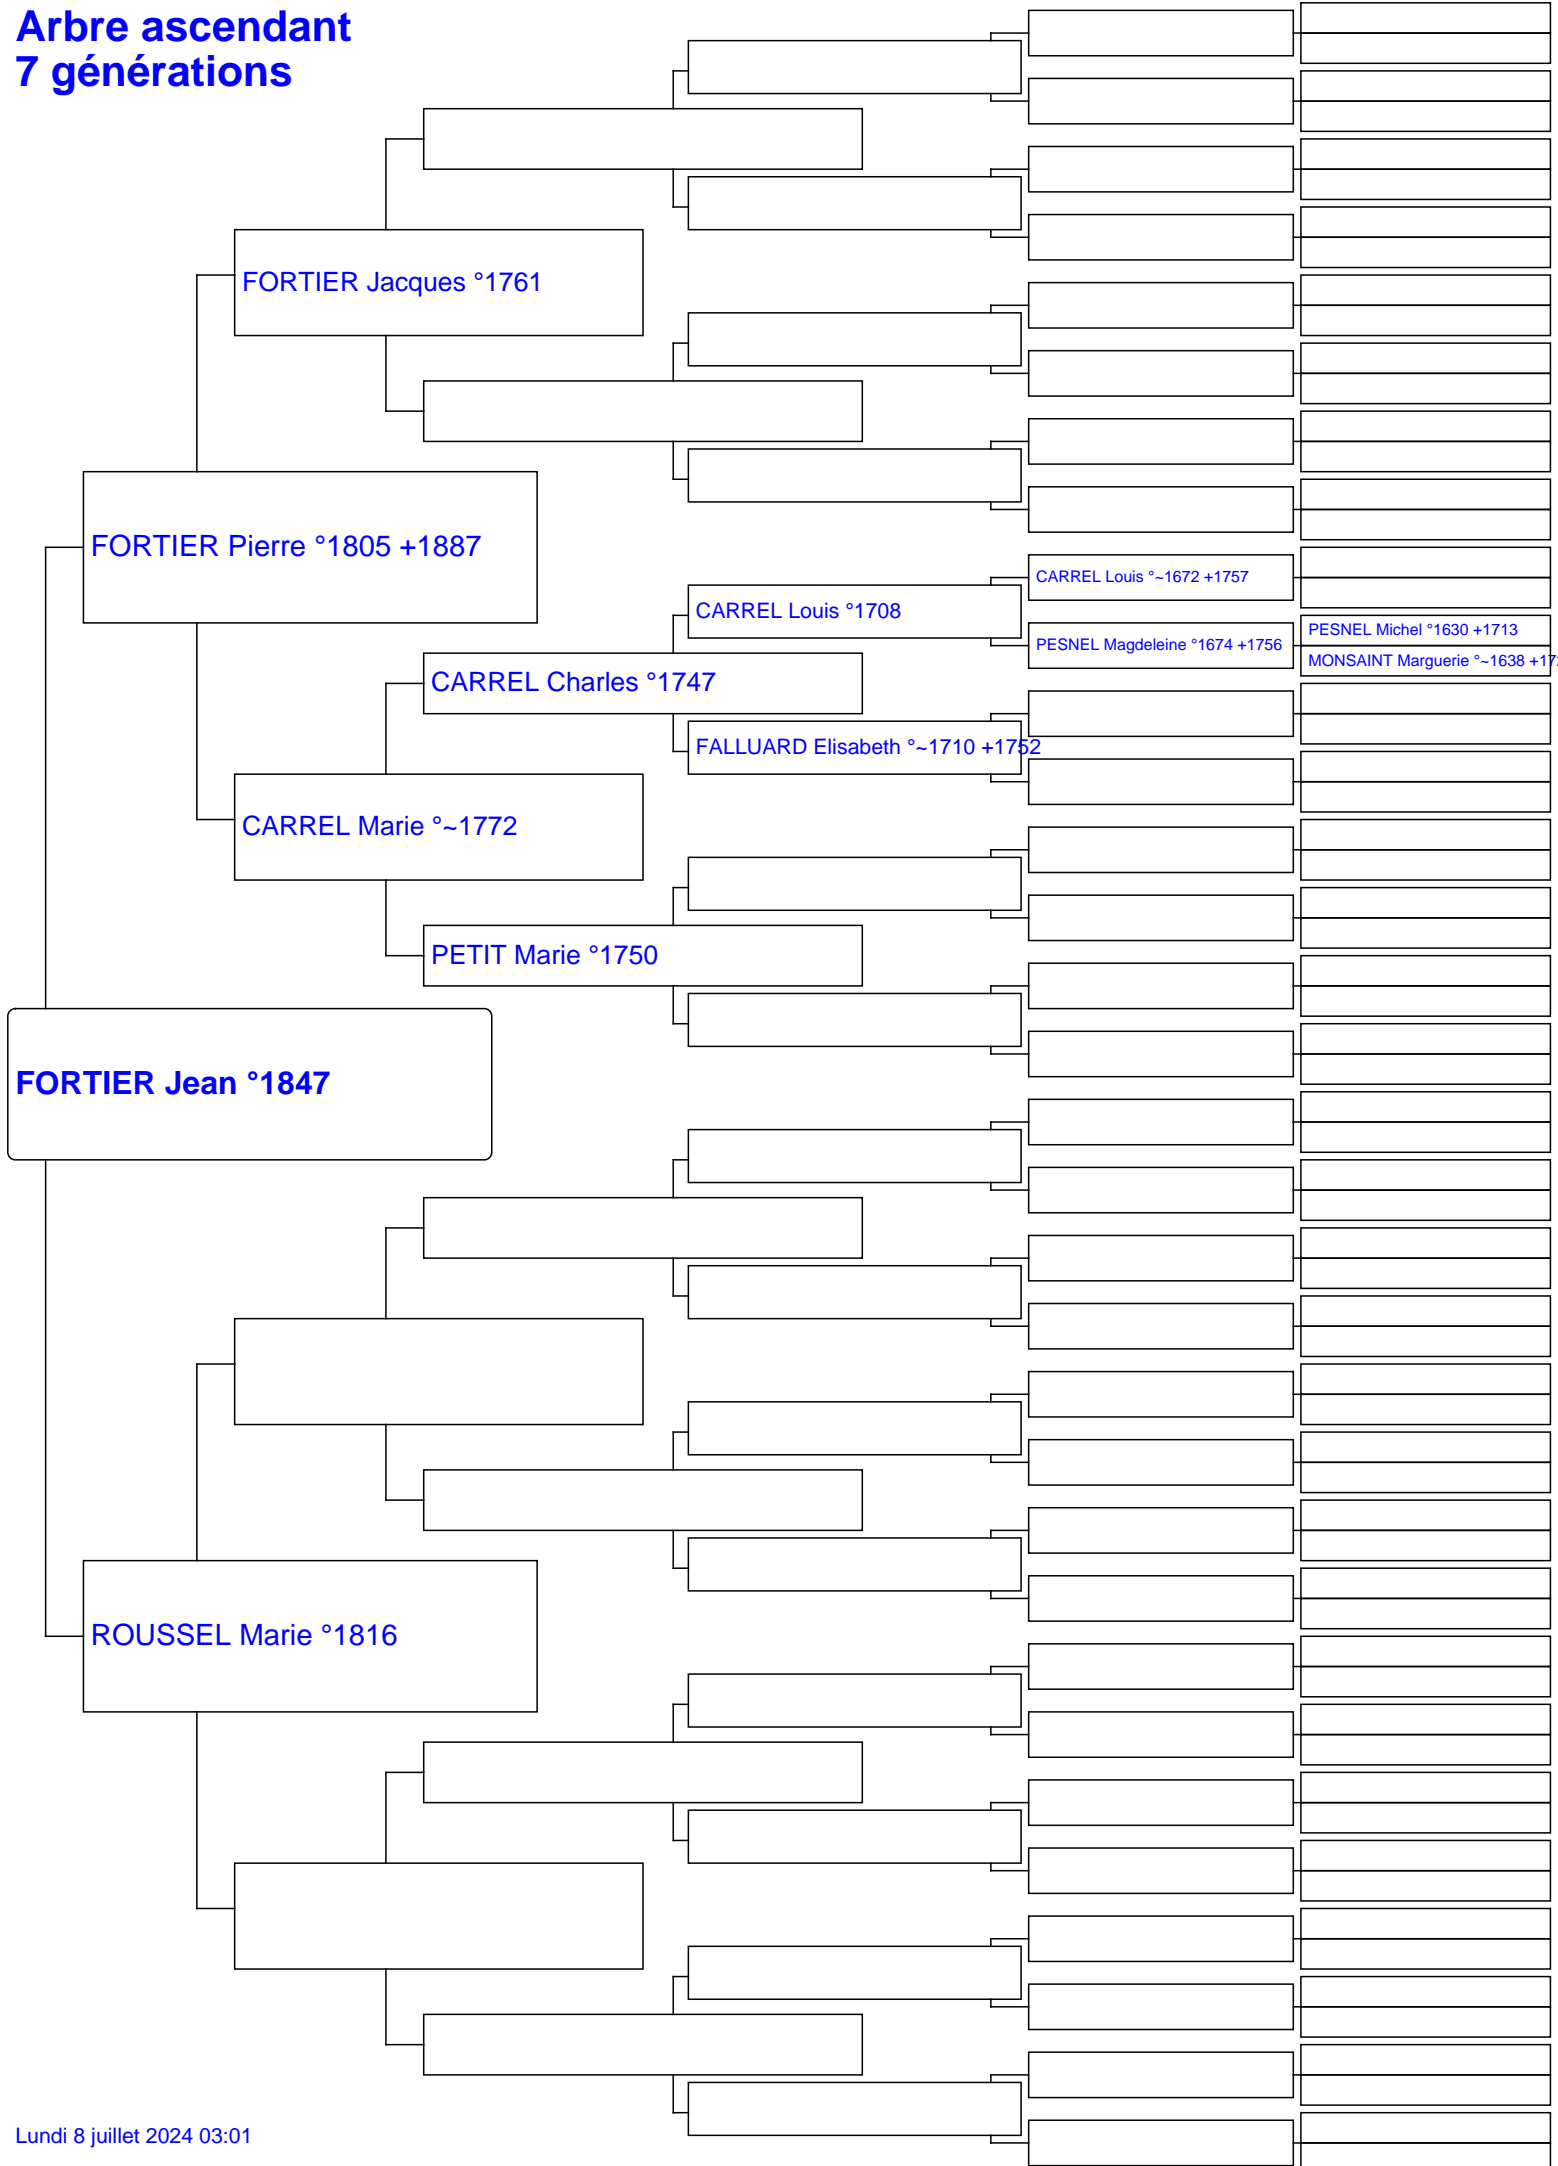 Arbre ascendant
7 générations
FORTIER Jacques °1761
FORTIER Pierre °1805 +1887
CARREL Louis °~1672 +1757
CARREL Louis °1708
PESNEL Michel °1630 +1713
PESNEL Magdeleine °1674 +1756
MONSAINT Marguerie °~1638
CARREL Charles °1747
FALLUARD Elisabeth °~1710 +1752
CARREL Marie °~1772
PETIT Marie °1750
FORTIER Jean °1847
ROUSSEL Marie °1816
Lundi 8 juillet 2024 03:01